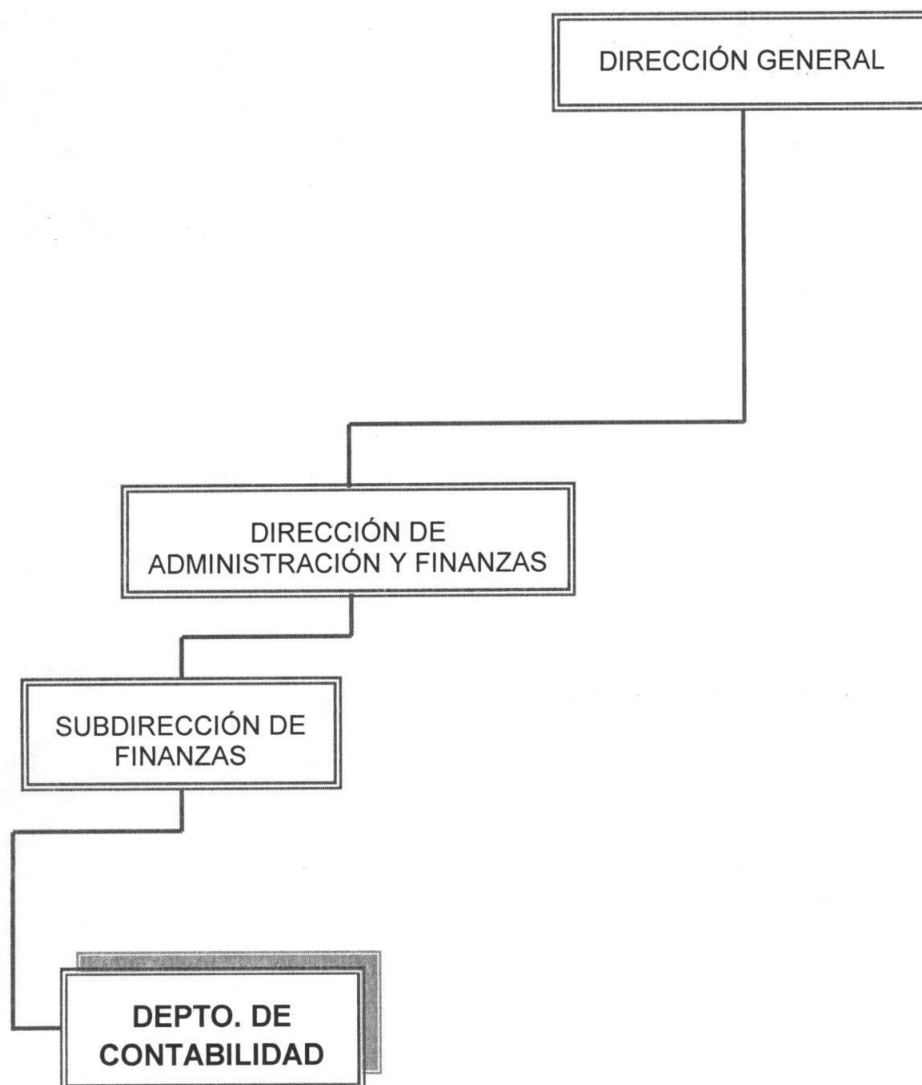 DIRECCIÓN GENERAL
DIRECCIÓN DE
ADMINISTRACIÓN Y FINANZAS
SUBDIRECCIÓN DE
FINANZAS
DEPTO. DE
CONTABILIDAD